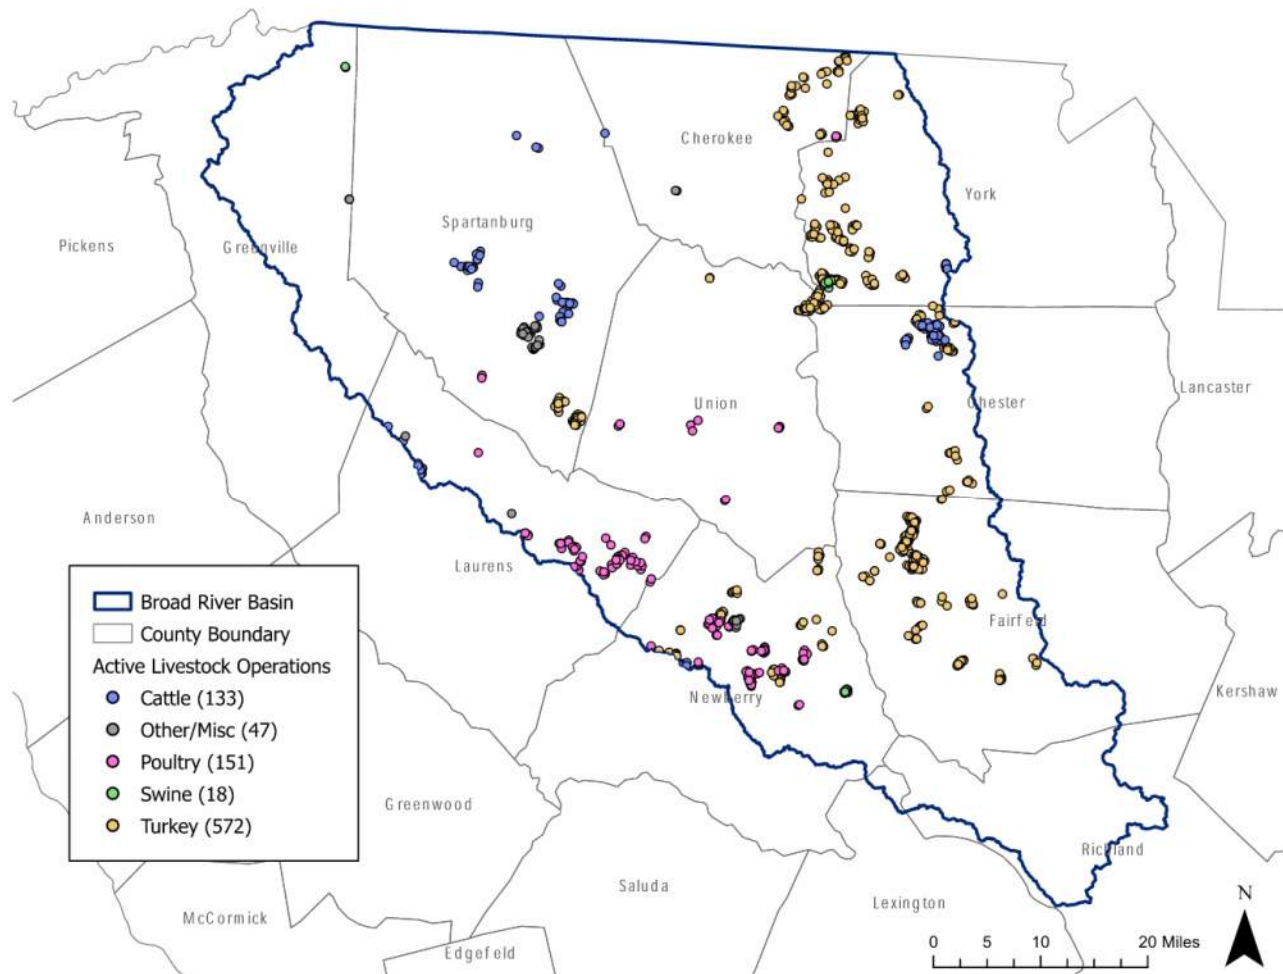 Cherokee
York
Spartanburg
Pickens
Greenville
Lancaster
Union
Chester
Anderson
Laurens
Broad River Basin
County Boundary
Active Livestock Operations
Cattle (133)
Other/Misc (47)
Poultry (151)
Swine (18)
Turkey (572)
Fairfeld
Newberry
Kershaw
Greenwood
Richland
Saluda
Lexington
McCormick
Edgefeld
N
0 5 10 20 Miles